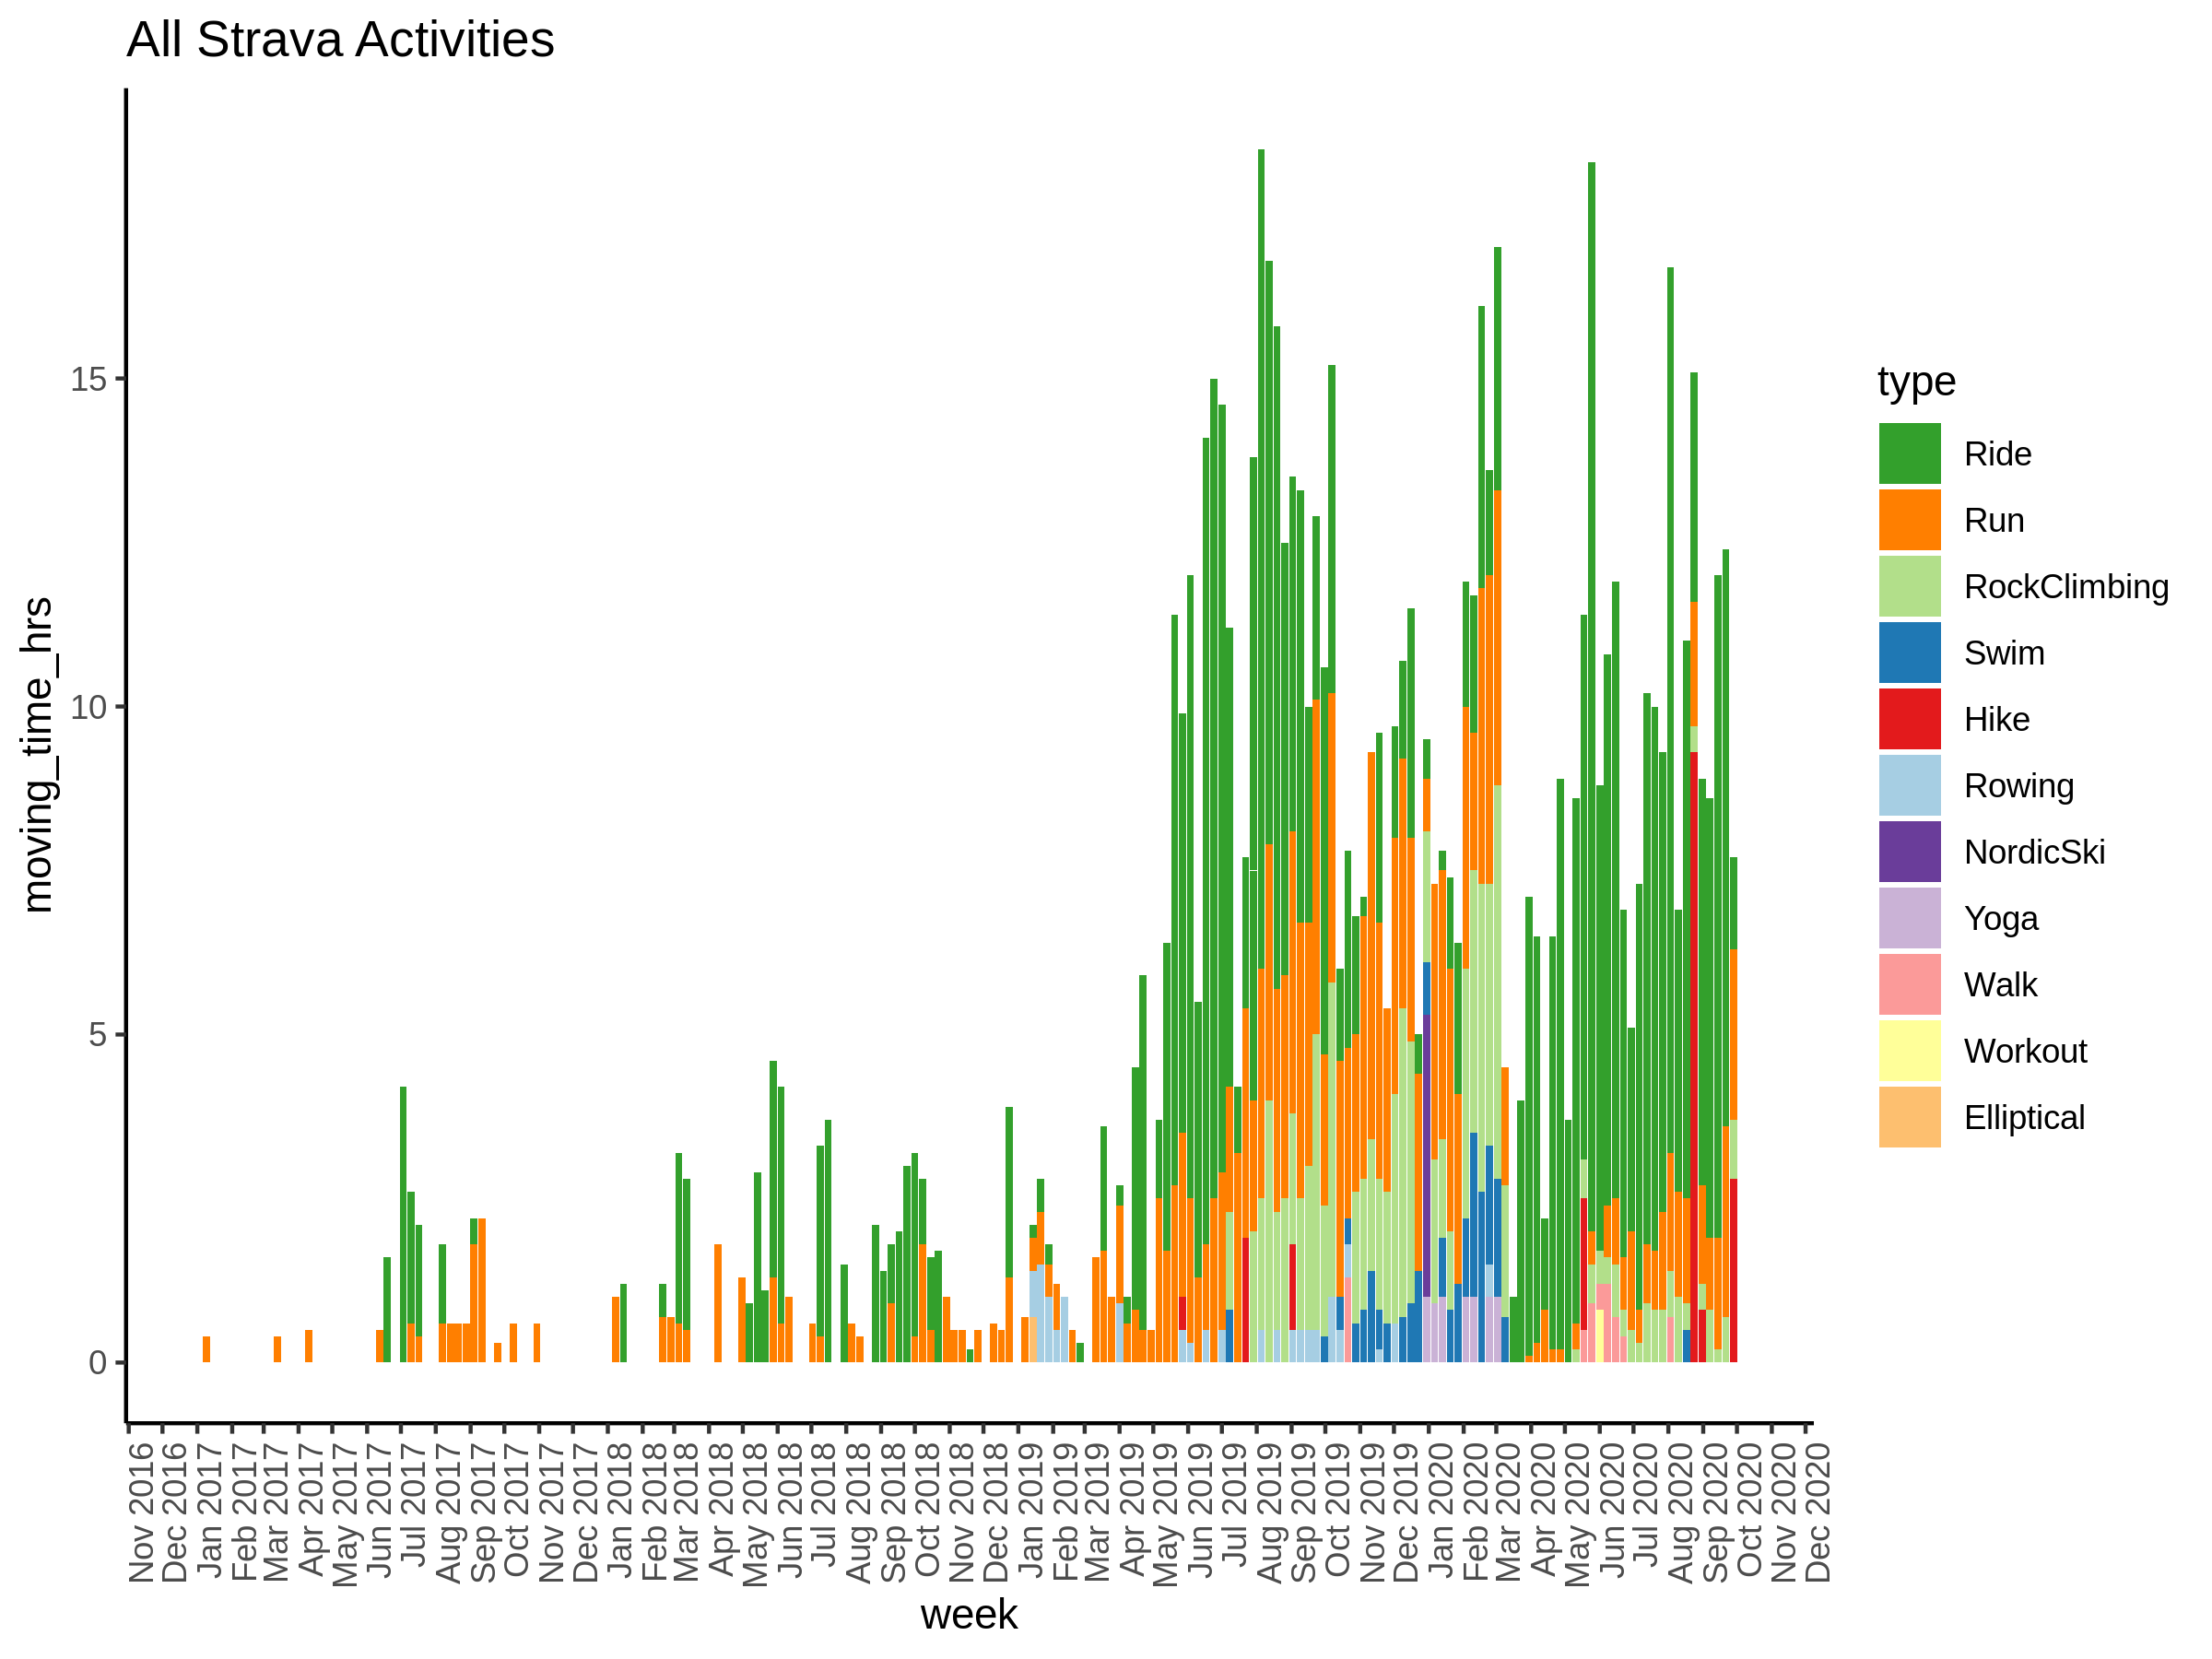 All Strava Activities
moving_time_hrs
15
10
5
0
Nov 2016
Dec 2016
Jan 2017
Feb 2017
Mar 2017
Apr 2017
May 2017
Jun 2017
Jul 2017
Aug 2017
Sep 2017
Oct 2017
Nov 2017
Dec 2017
Jan 2018
Feb 2018
Mar 2018
Apr 2018
May 2018
Jun 2018
Jul 2018
Aug 2018
Sep 2018
Oct 2018
Nov 2018
Dec 2018
Jan 2019
Feb 2019
Mar 2019
Apr 2019
May 2019
Jun 2019
Jul 2019
Aug 2019
Sep 2019
Oct 2019
Nov 2019
Dec 2019
Jan 2020
Feb 2020
Mar 2020
Apr 2020
May 2020
Jun 2020
Jul 2020
Aug 2020
Sep 2020
Oct 2020
Nov 2020
Dec 2020
week
type
Ride
Run
RockClimbing
Swim
Hike
Rowing
NordicSki
Yoga
Walk
Workout
Elliptical